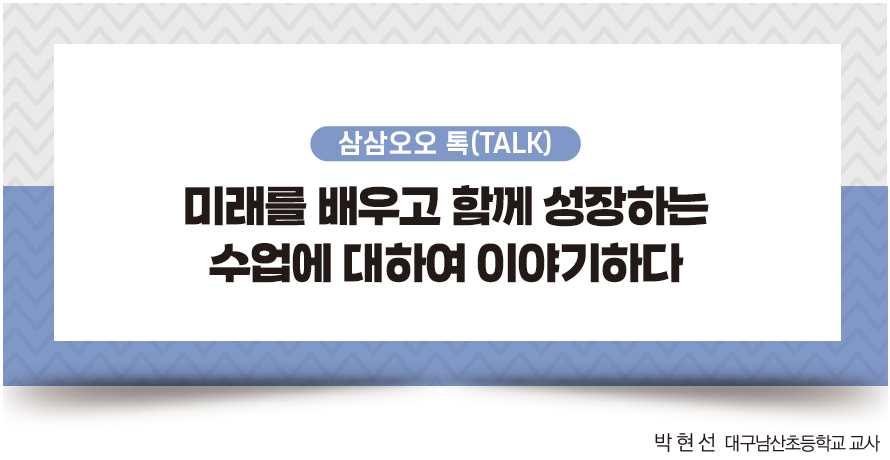 삼삼오오 톡(TALK)
미래를 배우고 함께 성장하는
수업에 대하여 이야기하다
박현선 대구남산초등학교 교사